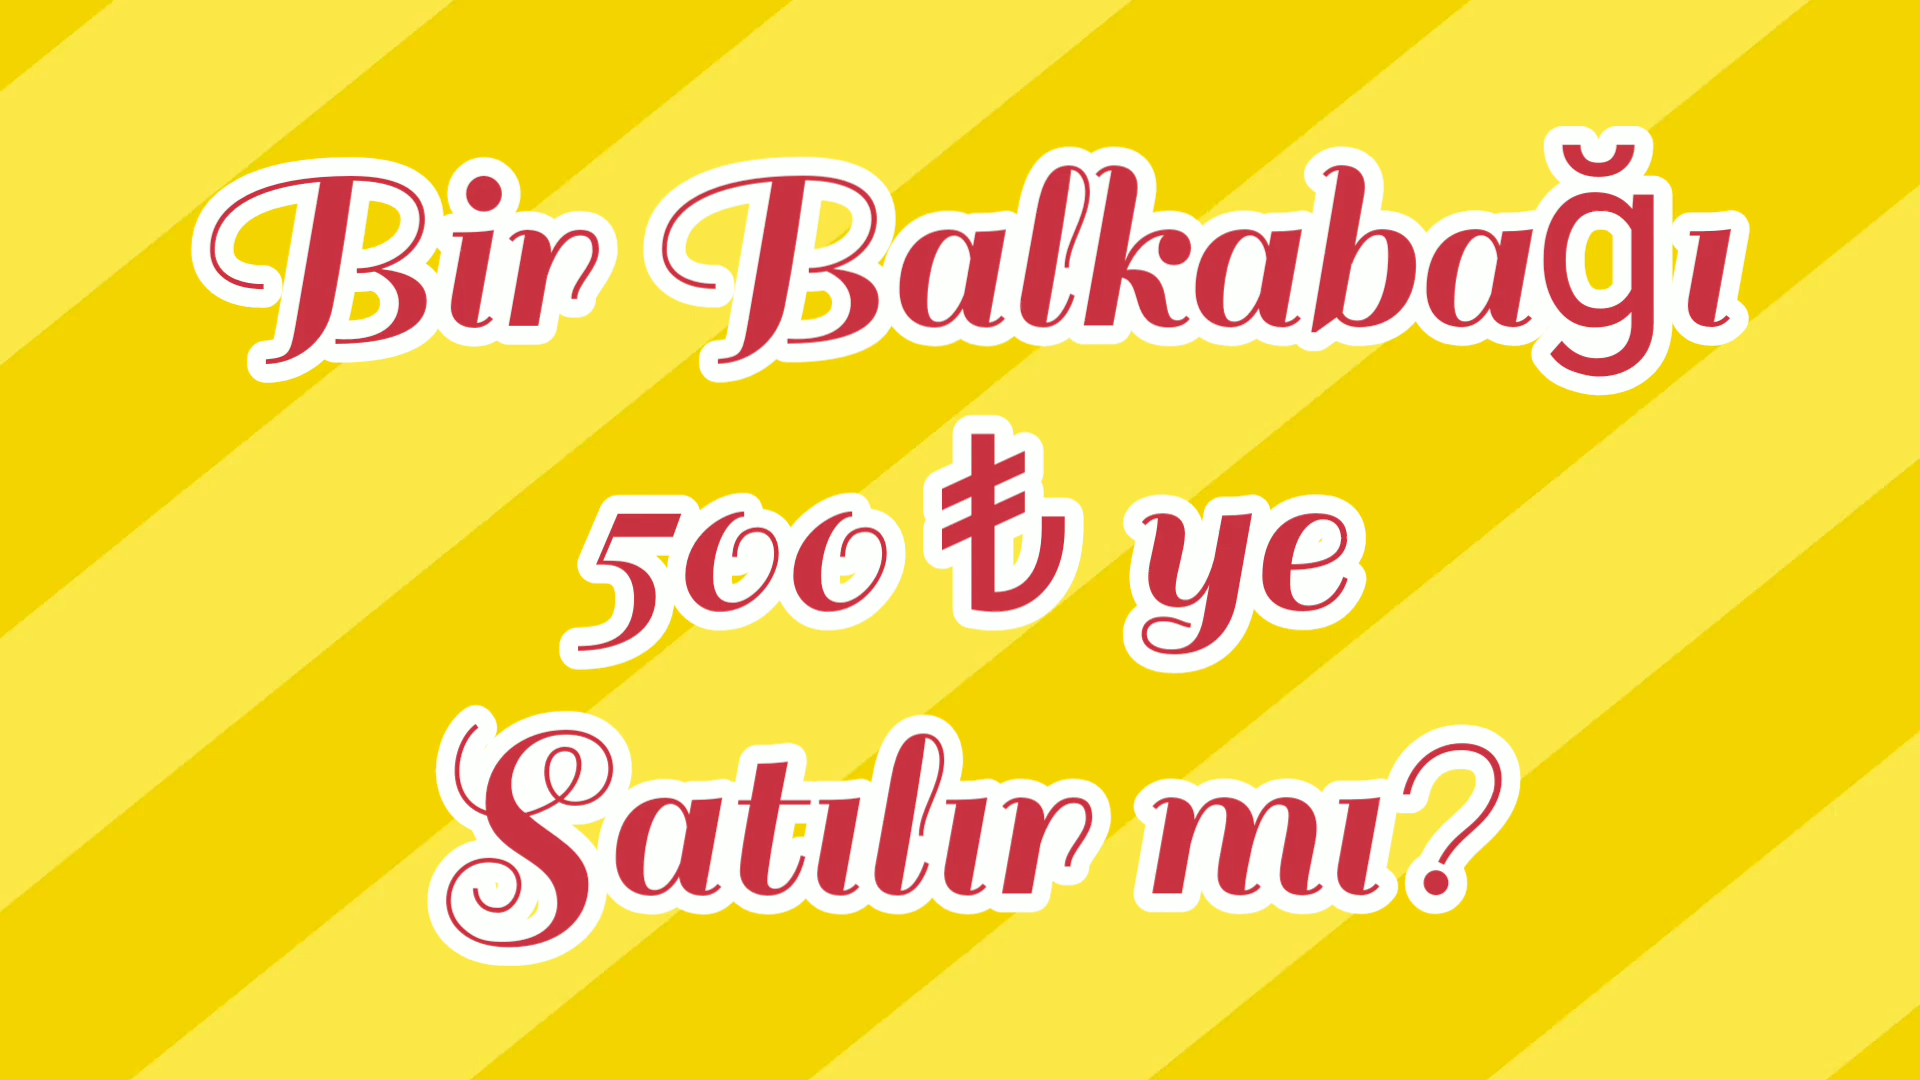 Bir Balkabağı
500 ₺ ye
Satılır mı?